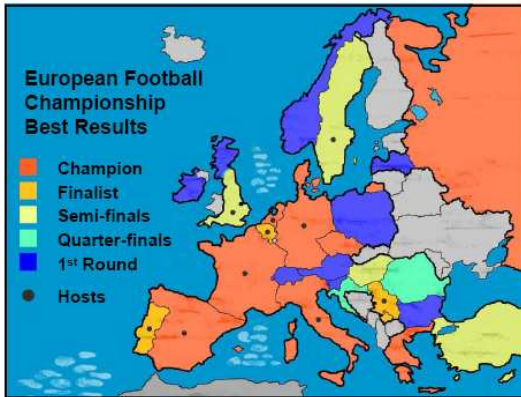 European Football
Championship
Best Results
Champion
Finalist
Semi-finals
Quarter-finals
1st Round
Hosts